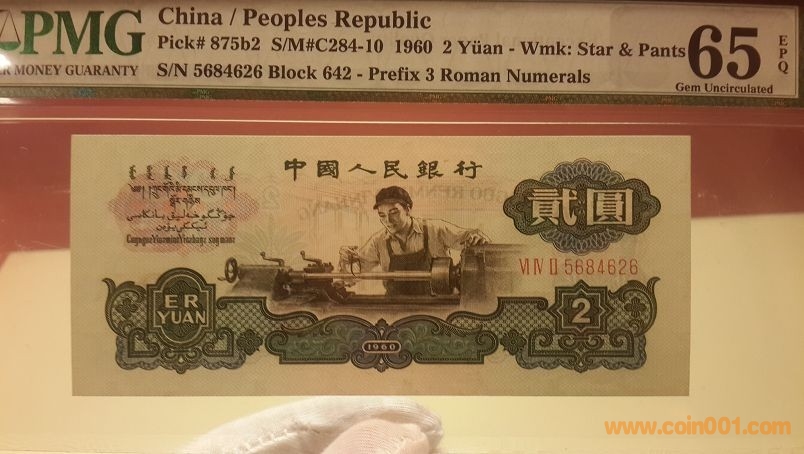 PMG
China / Peoples Republic
Pick# 875b2 S/M#C284-10 1960 2 Yüan - Wmk: Star & Pants
S/N 5684626 Block 642 - Prefix 3 Roman Numerals
MONEY GUARANTY
65 EPQ
Gem Uncirculated
中國人民銀行
貳圓
VI IV II 5684626
ER
YUAN
2
1960
www.coin001.com